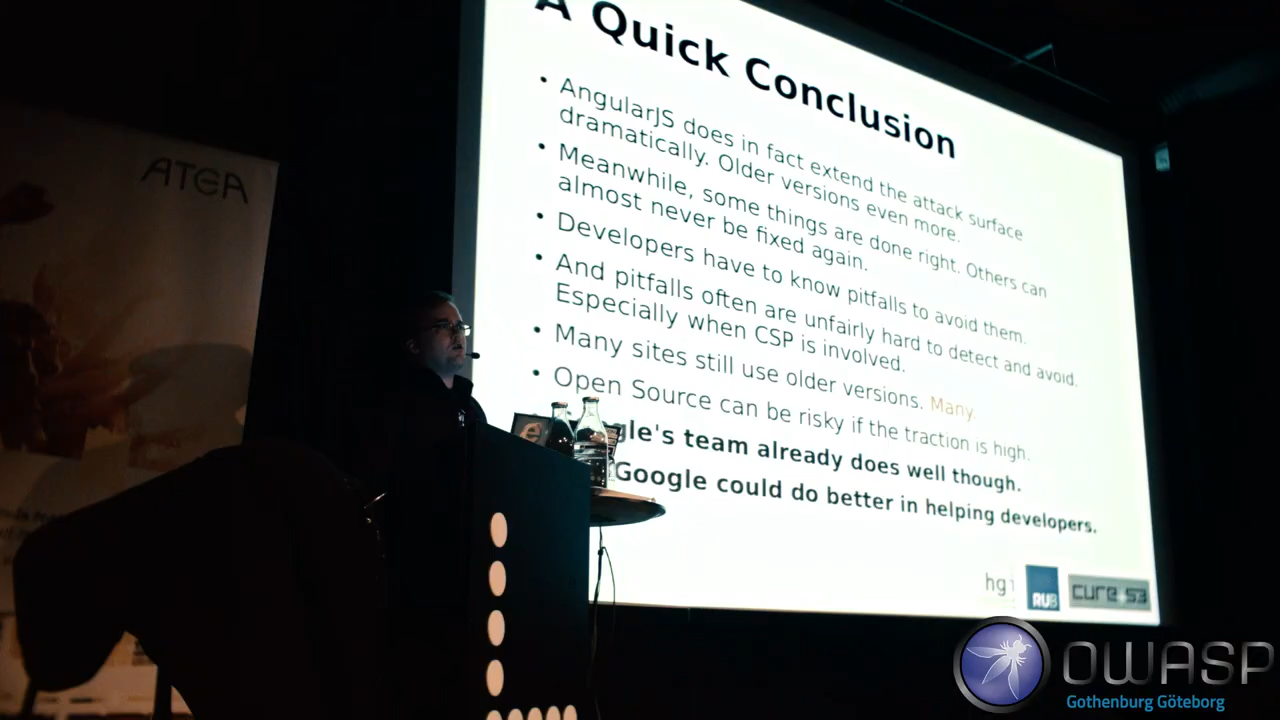 A Quick Conclusion
• AngularJS does in fact extend the attack surface
dramatically. Older versions even more.
• Meanwhile, some things are done right. Others can
almost never be fixed again.
• Developers have to know pitfalls to avoid them.
• And pitfalls often are unfairly hard to detect and avoid.
Especially when CSP is involved.
• Many sites still use older versions. Many.
• Open Source can be risky if the traction is high.
gle's team already does well though.
Google could do better in helping developers.
hgi
RUB
cure53
ATEA
OWASP
Gothenburg Göteborg